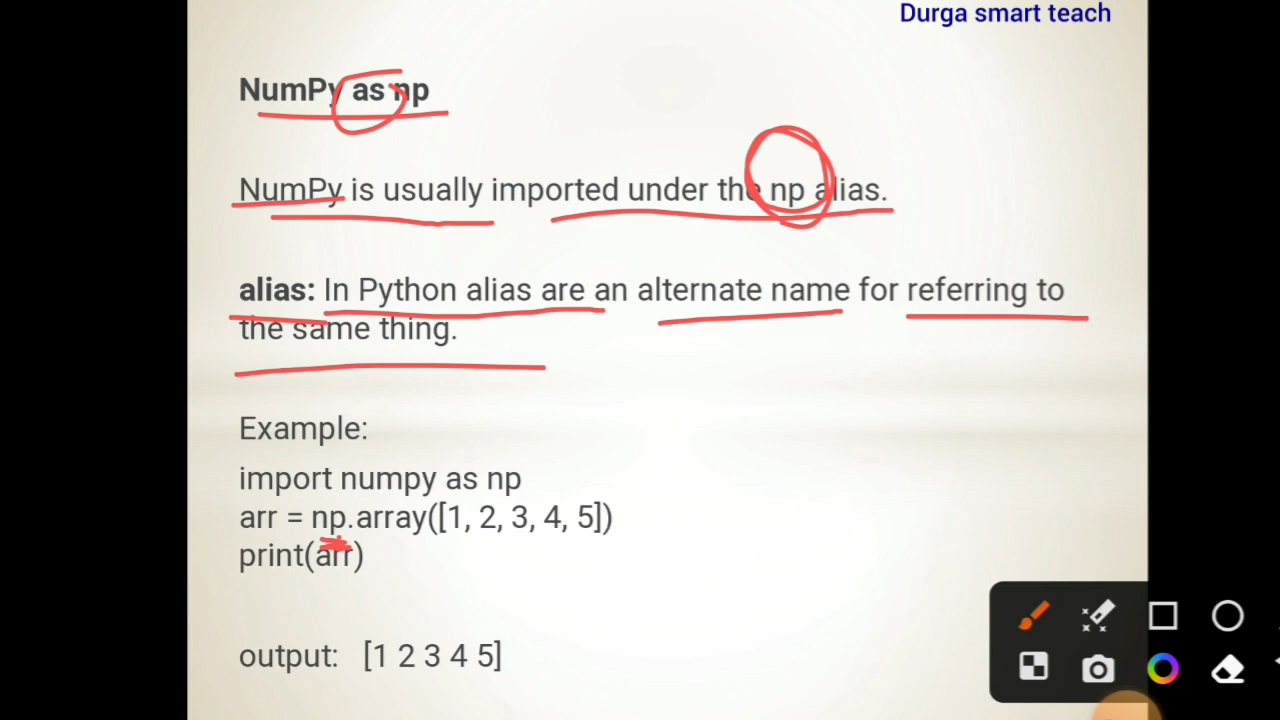 Durga smart teach
NumPy as np
NumPy is usually imported under the np alias.
alias: In Python alias are an alternate name for referring to
the same thing.
Example:
import numpy as np
arr = np.array([1, 2, 3, 4, 5])
print(arr)
output: [1 2 3 4 5]